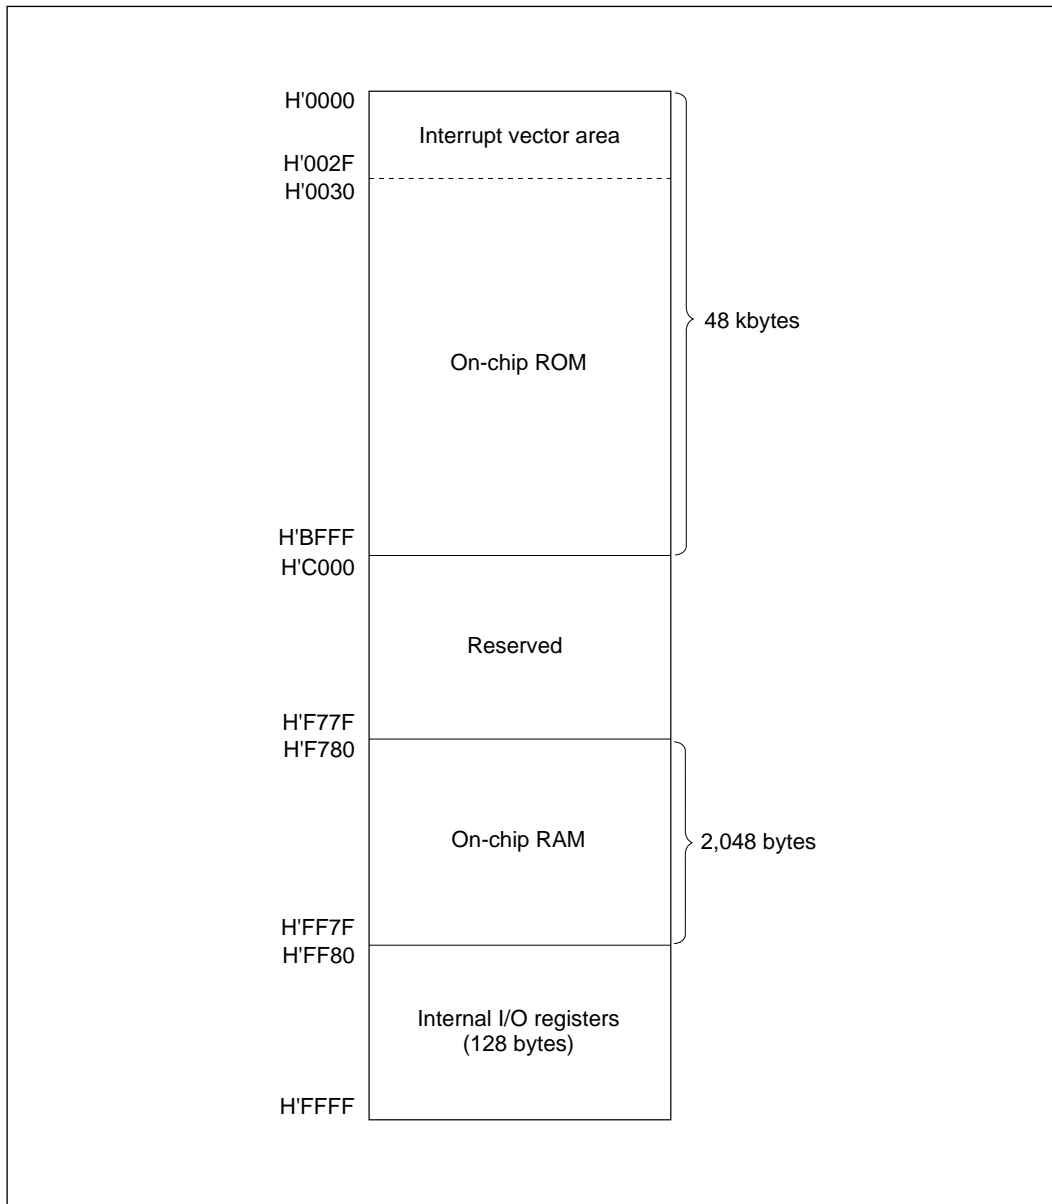 H'0000
Interrupt vector area
H'002F
H'0030
48 kbytes
On-chip ROM
H'BFFF
H'C000
Reserved
H'F77F
H'F780
On-chip RAM
2,048 bytes
H'FF7F
H'FF80
Internal I/O registers
(128 bytes)
H'FFFF